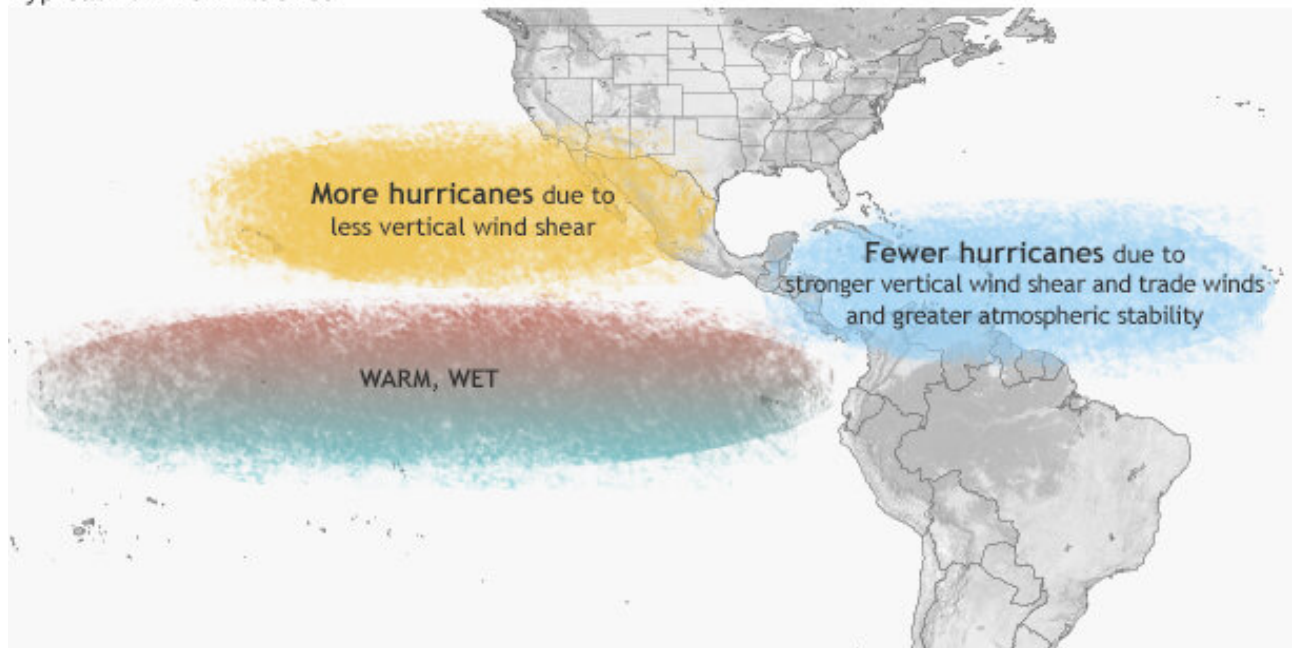 More hurricanes due to
less vertical wind shear
Fewer hurricanes due to
stronger vertical wind shear and trade winds
and greater atmospheric stability
WARM, WET